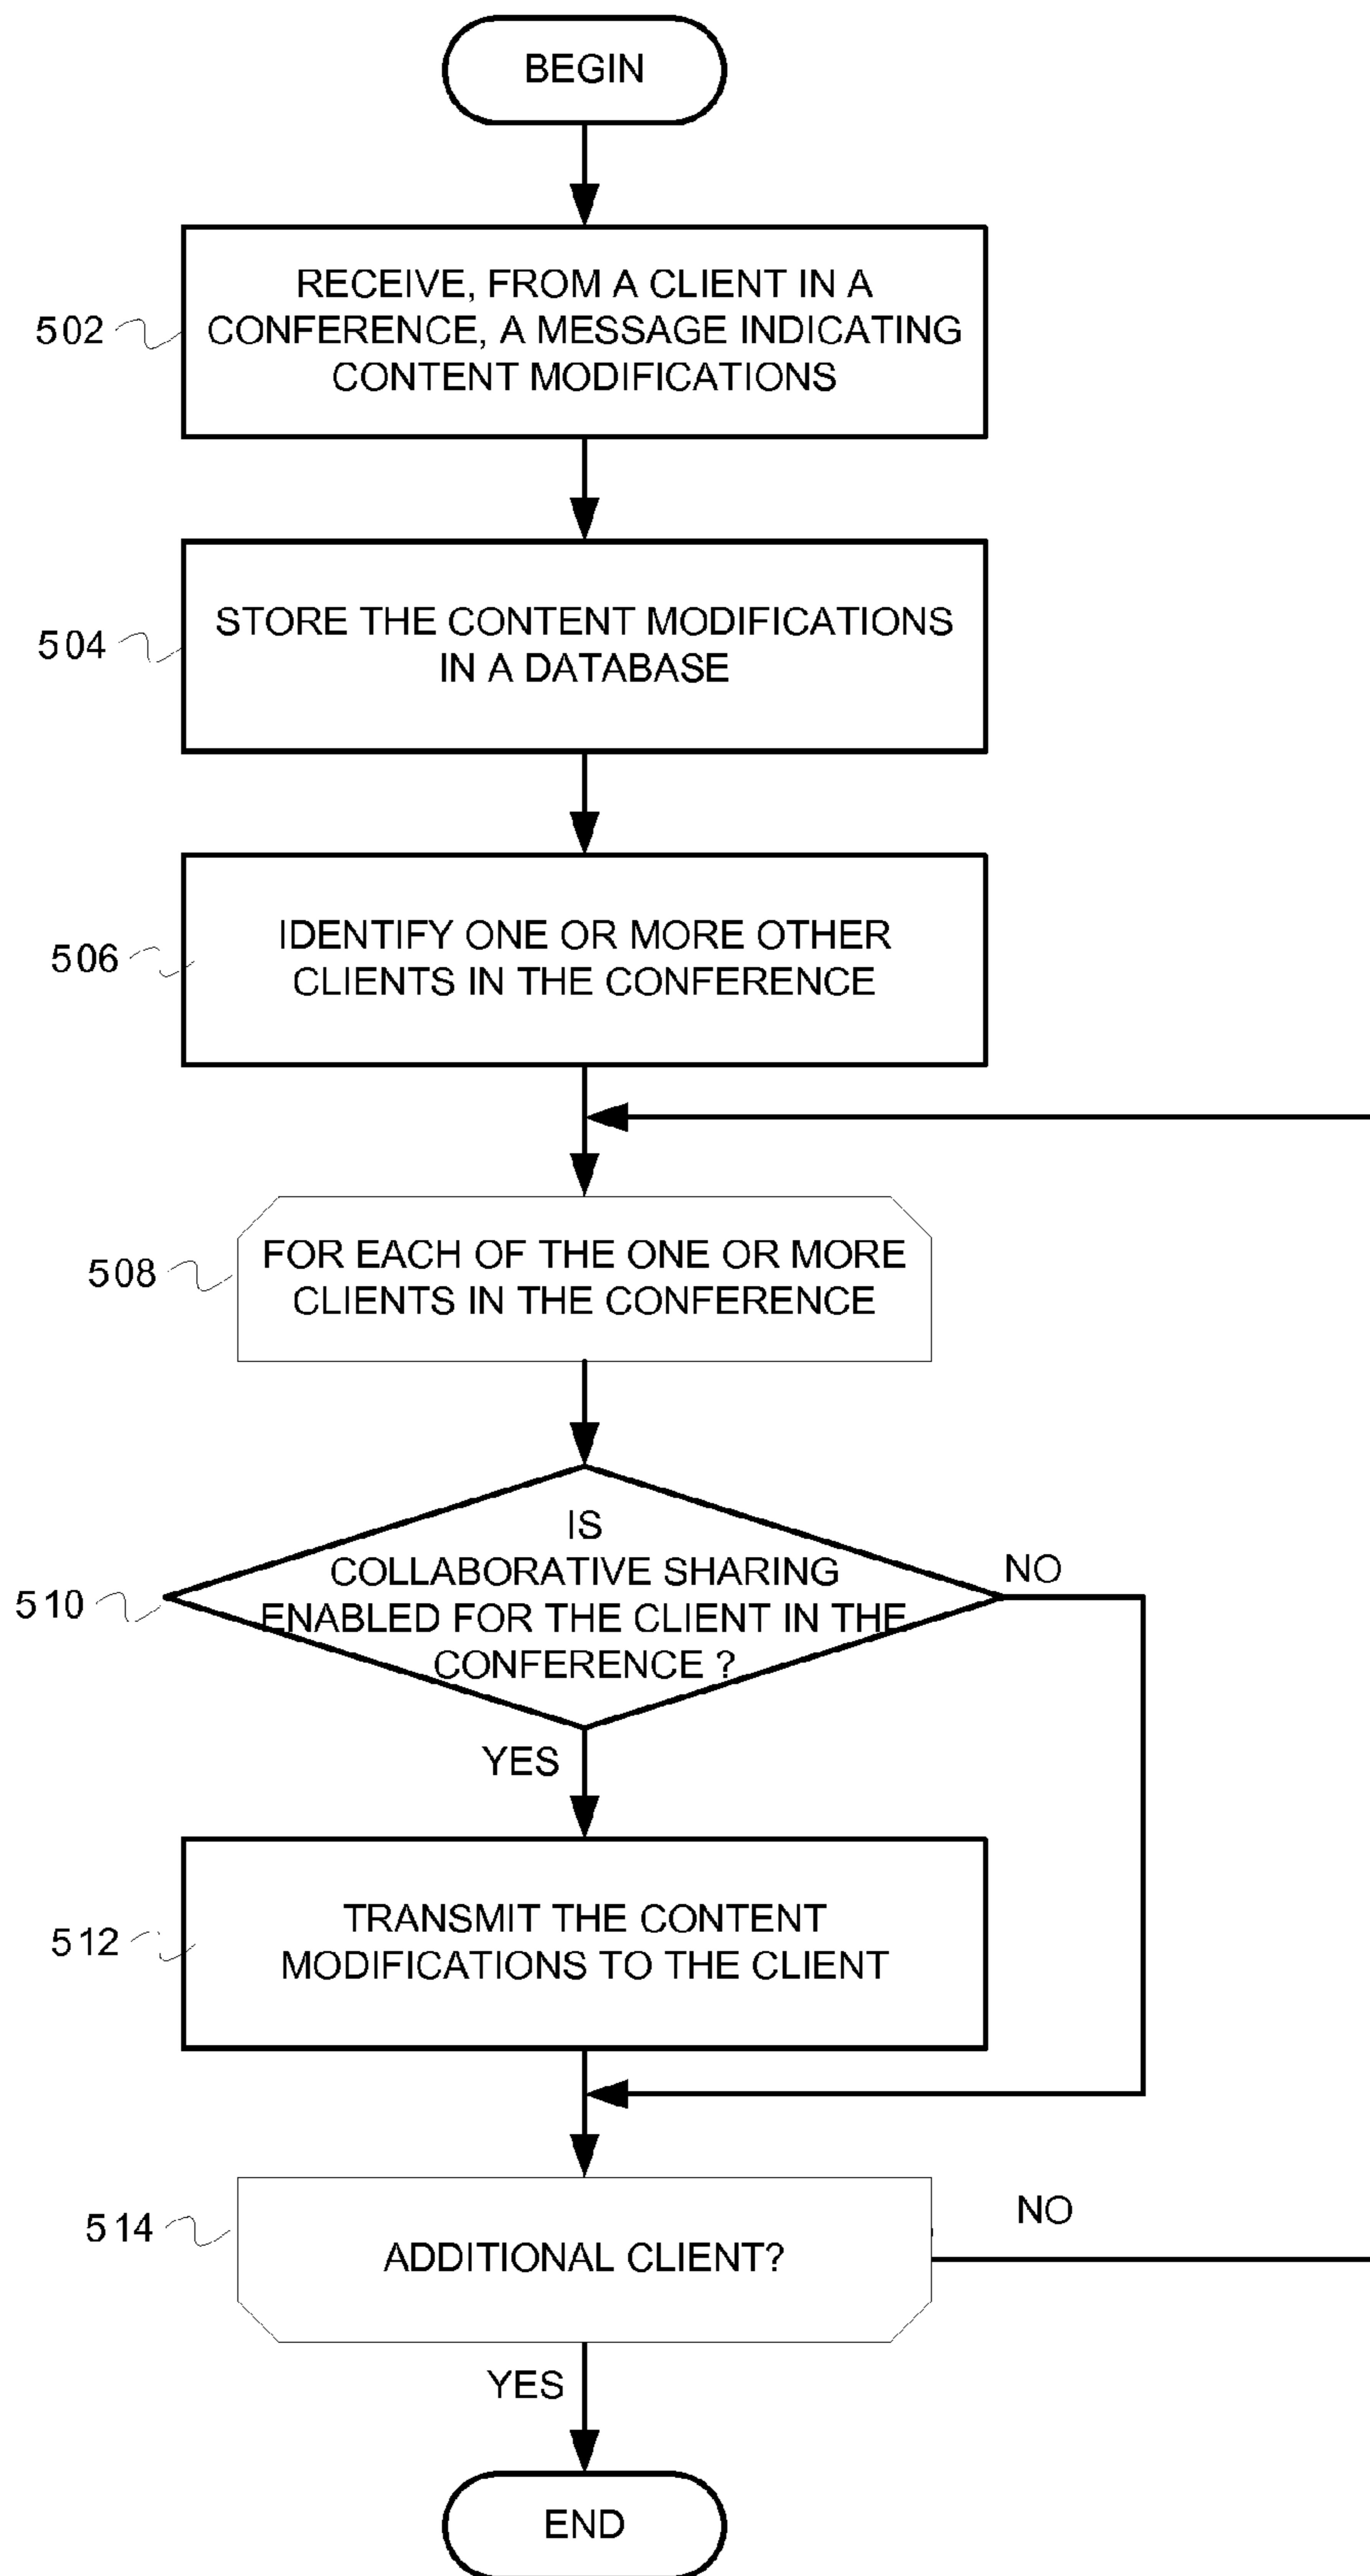 BEGIN
502
RECEIVE, FROM A CLIENT IN A
CONFERENCE, A MESSAGE INDICATING
CONTENT MODIFICATIONS
504
STORE THE CONTENT MODIFICATIONS
IN A DATABASE
506
IDENTIFY ONE OR MORE OTHER
CLIENTS IN THE CONFERENCE
508
FOR EACH OF THE ONE OR MORE
CLIENTS IN THE CONFERENCE
510
IS
COLLABORATIVE SHARING
ENABLED FOR THE CLIENT IN THE
CONFERENCE ?
NO
YES
512
TRANSMIT THE CONTENT
MODIFICATIONS TO THE CLIENT
514
ADDITIONAL CLIENT?
NO
YES
END